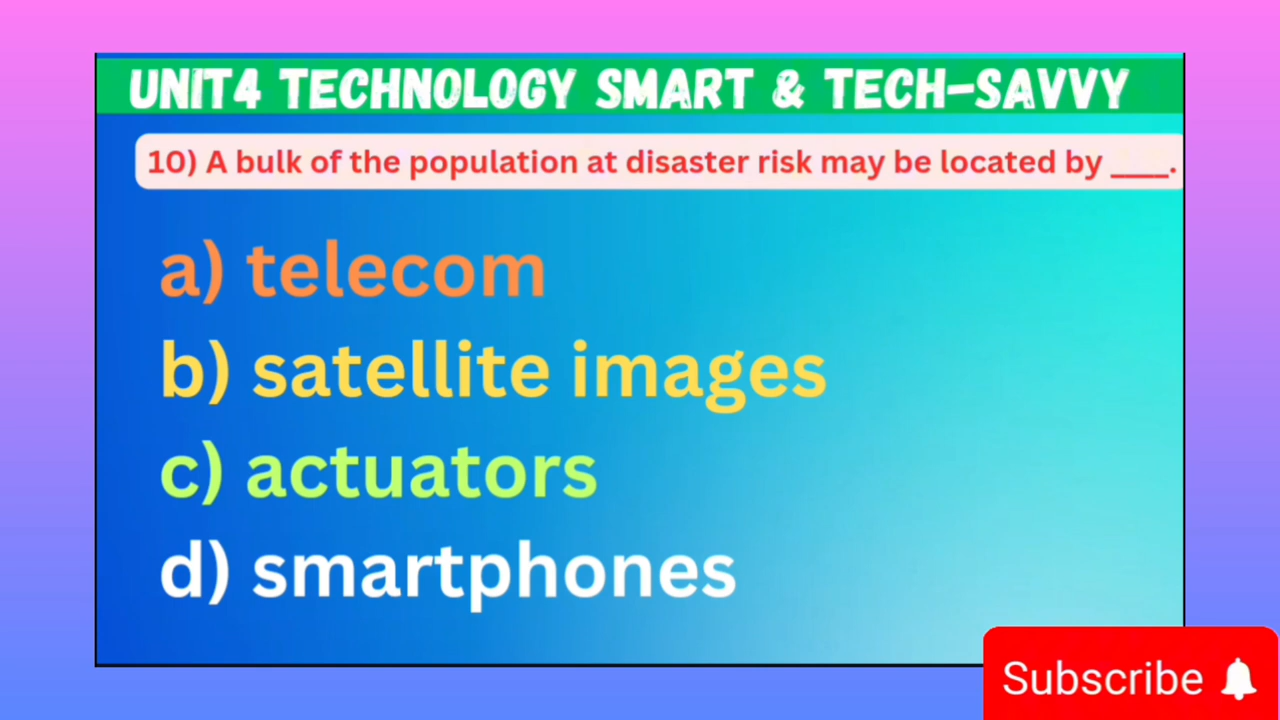 UNIT4 TECHNOLOGY SMART & TECH-SAVVY
10) A bulk of the population at disaster risk may be located by ____.
a) telecom
b) satellite images
c) actuators
d) smartphones
Subscribe